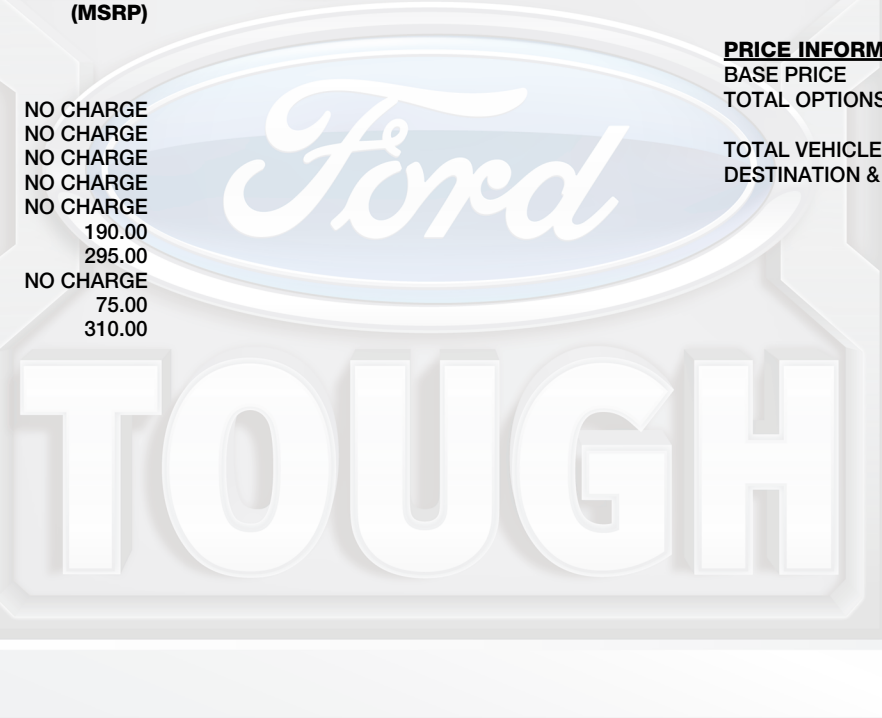 (MSRP)
NO CHARGE
NO CHARGE
NO CHARGE
NO CHARGE
NO CHARGE
190.00
295.00
NO CHARGE
75.00
310.00
PRICE INFORM
BASE PRICE
TOTAL OPTIONS
TOTAL VEHICLE
DESTINATION &
Ford
TOUGH